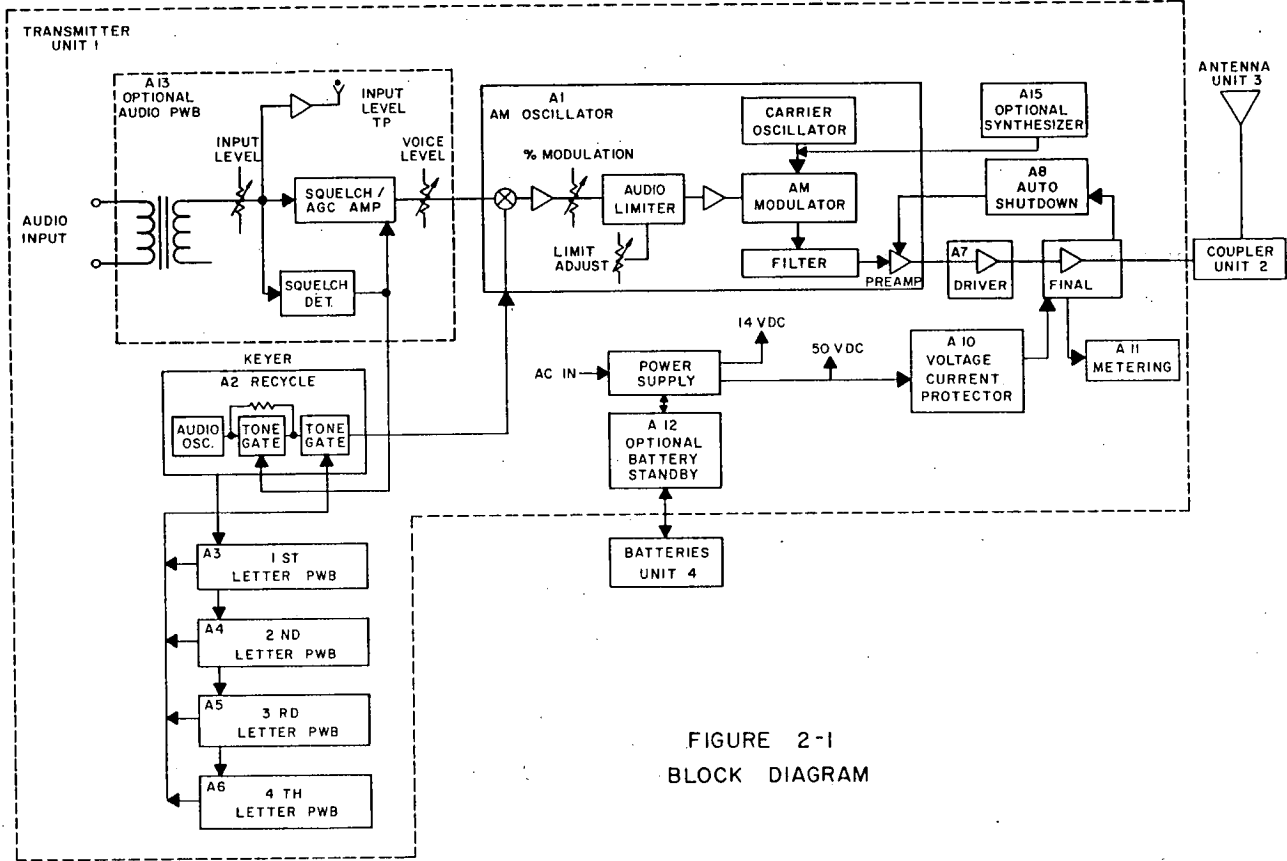 TRANSMITTER
UNIT 1
A13
OPTIONAL
AUDIO PWB
INPUT
LEVEL
TP
INPUT
LEVEL
VOICE
LEVEL
SQUELCH /
AGC AMP
SQUELCH
DET.
AUDIO
INPUT
A1
AM OSCILLATOR
% MODULATION
AUDIO
LIMITER
LIMIT
ADJUST
CARRIER
OSCILLATOR
AM
MODULATOR
FILTER
PREAMP
A15
OPTIONAL
SYNTHESIZER
A8
AUTO
SHUTDOWN
A7
DRIVER
FINAL
ANTENNA
UNIT 3
COUPLER
UNIT 2
14 VDC
50 VDC
AC IN
POWER
SUPPLY
A10
VOLTAGE
CURRENT
PROTECTOR
A11
METERING
A12
OPTIONAL
BATTERY
STANDBY
BATTERIES
UNIT 4
KEYER
A2 RECYCLE
AUDIO
OSC.
TONE
GATE
TONE
GATE
A3
1 ST
LETTER PWB
A4
2 ND
LETTER PWB
A5
3 RD
LETTER PWB
A6
4 TH
LETTER PWB
FIGURE 2-1
BLOCK DIAGRAM